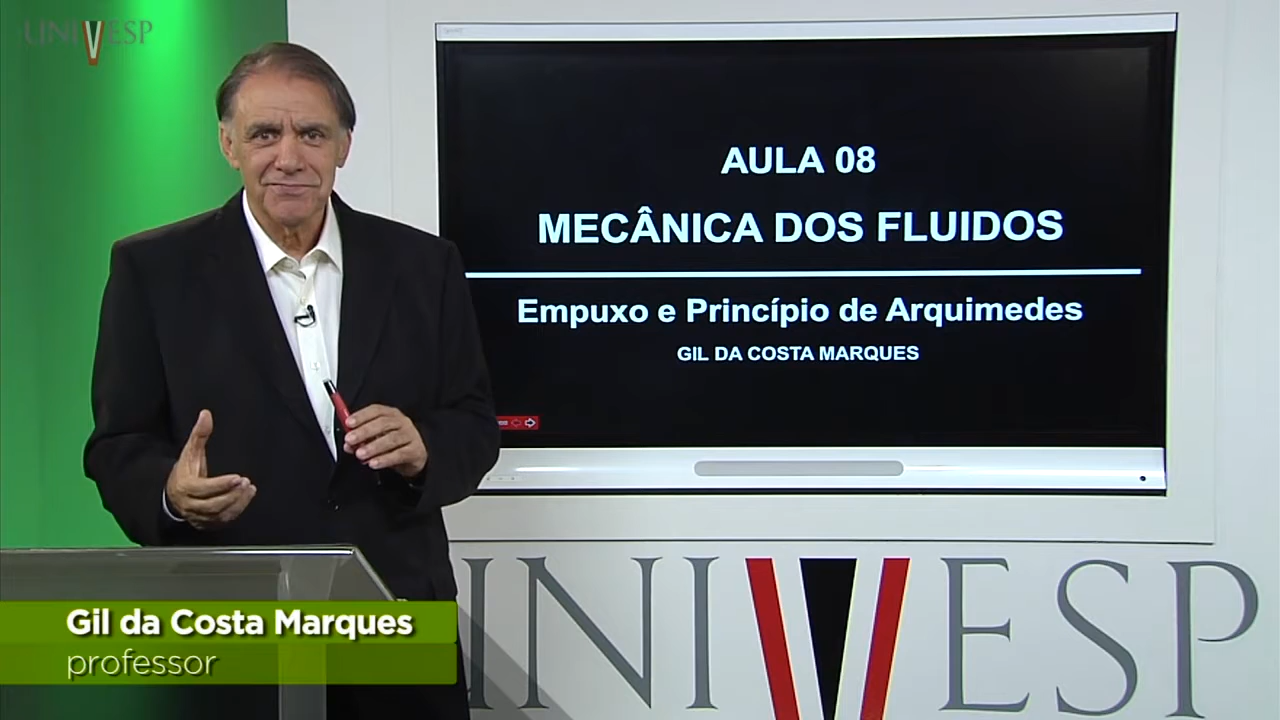 UNIVESP
AULA 08
MECÂNICA DOS FLUIDOS
Empuxo e Princípio de Arquimedes
GIL DA COSTA MARQUES
Gil da Costa Marques
professor
UNIVESP